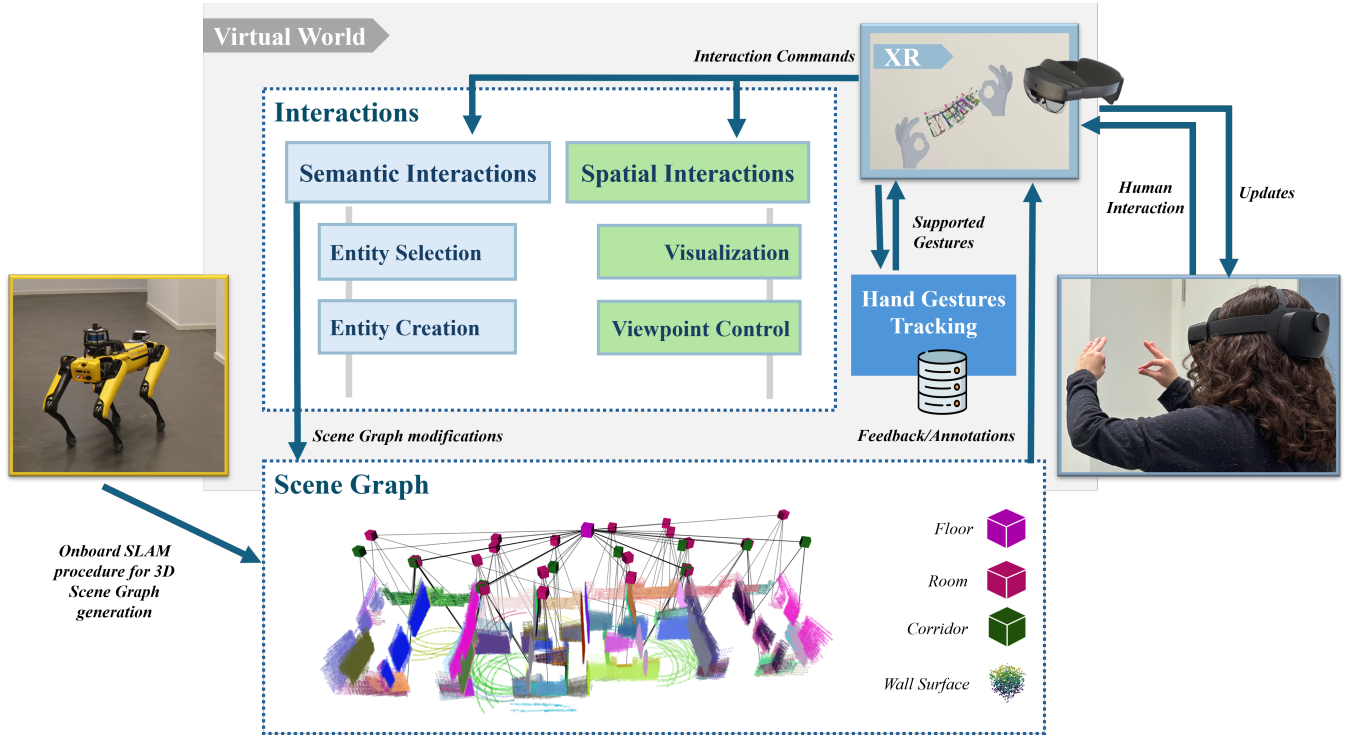 Virtual World
Interaction Commands
XR
Interactions
Semantic Interactions
Spatial Interactions
Entity Selection
Visualization
Entity Creation
Viewpoint Control
Supported
Gestures
Hand Gestures
Tracking
Human
Interaction
Updates
Scene Graph modifications
Feedback/Annotations
Onboard SLAM
procedure for 3D
Scene Graph
generation
Scene Graph
Floor
Room
Corridor
Wall Surface